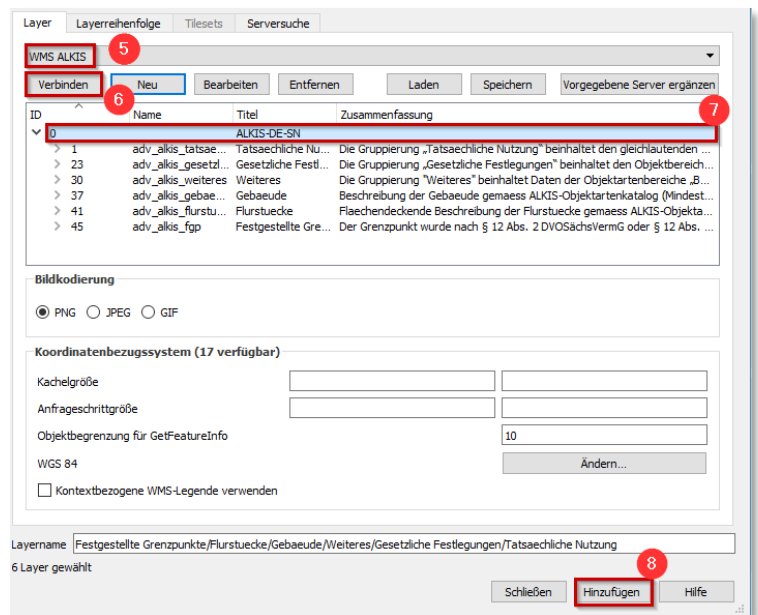 Layer Layerreihenfolge Tilesets Serversuche
WMS ALKIS 5
Verbinden Neu Bearbeiten Entfernen Laden Speichern Vorgegebene Server ergänzen
6 7
ID Name Titel Zusammenfassung
0 ALKIS-DE-SN
1 adv_alkis_tatsae... Tatsaechliche Nu... Die Gruppierung „Tatsaechliche Nutzung" beinhaltet den gleichlautenden ...
23 adv_alkis_gesetzl... Gesetzliche Festl... Die Gruppierung „Gesetzliche Festlegungen" beinhaltet den Objektbereich...
30 adv_alkis_weiteres Weiteres Die Gruppierung "Weiteres" beinhaltet Daten der Objektartenbereiche „B...
37 adv_alkis_gebae... Gebaeude Beschreibung der Gebaeude gemaess ALKIS-Objektartenkatalog (Mindest...
41 adv_alkis_flurstu... Flurstuecke Flaechendeckende Beschreibung der Flurstuecke gemaess ALKIS-Objekta...
45 adv_alkis_fgp Festgestellte Gre... Der Grenzpunkt wurde nach § 12 Abs. 2 DVOSächsVermG oder § 12 Abs. ...
Bildkodierung
PNG JPEG GIF
Koordinatenbezugssystem (17 verfügbar)
Kachelgröße
Anfrageschrittgröße
Objektbegrenzung für GetFeatureInfo 10
WGS 84 Ändern...
Kontextbezogene WMS-Legende verwenden
Layername Festgestellte Grenzpunkte/Flurstuecke/Gebaeude/Weiteres/Gesetzliche Festlegungen/Tatsaechliche Nutzung
6 Layer gewählt 8
Schließen Hinzufügen Hilfe